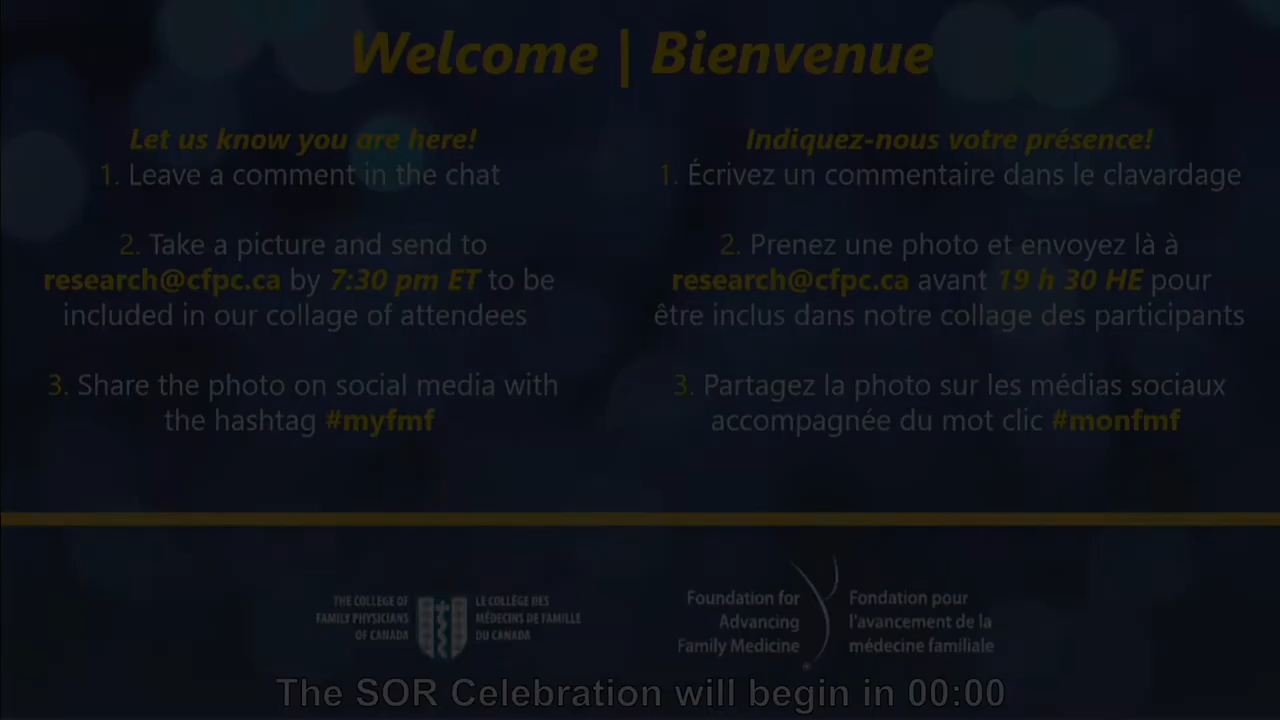 Welcome | Bienvenue
Let us know you are here!
1. Leave a comment in the chat
2. Take a picture and send to
research@cfpc.ca by 7:30 pm ET to be
included in our collage of attendees
3. Share the photo on social media with
the hashtag #myfmf
Indiquez-nous votre présence!
1. Écrivez un commentaire dans le clavardage
2. Prenez une photo et envoyez là à
research@cfpc.ca avant 19 h 30 HE pour
être inclus dans notre collage des participants
3. Partagez la photo sur les médias sociaux
accompagnée du mot clic #monfmf
THE COLLEGE OF
FAMILY PHYSICIANS
OF CANADA
LE COLLÈGE DES
MÉDECINS DE FAMILLE
DU CANADA
Foundation for
Advancing
Family Medicine
Fondation pour
l'avancement de la
médecine familiale
The SOR Celebration will begin in 00:00